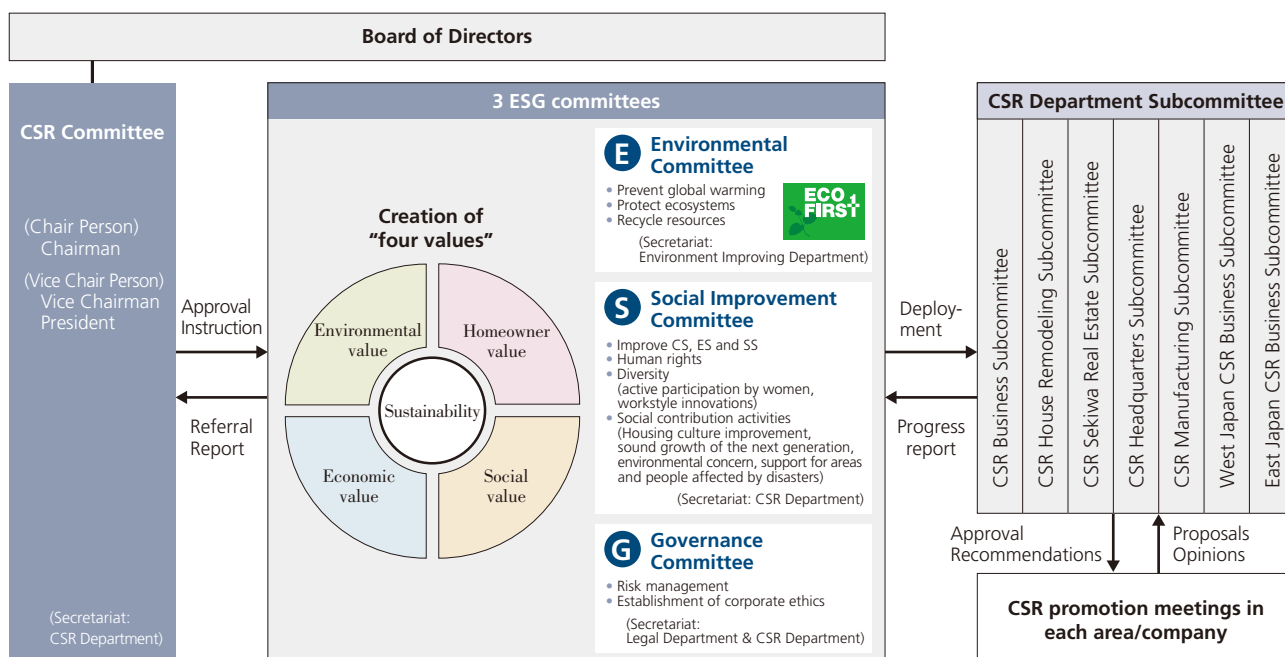 Board of Directors
CSR Committee
(Chair Person)
Chairman
(Vice Chair Person)
Vice Chairman
President
(Secretariat:
CSR Department)
Approval
Instruction
Referral
Report
3 ESG committees
Creation of
“four values”
Environmental
value
Homeowner
value
Sustainability
Economic
value
Social
value
E
Environmental
Committee
• Prevent global warming
• Protect ecosystems
• Recycle resources
ECO
FIRST
(Secretariat:
Environment Improving Department)
S
Social Improvement
Committee
• Improve CS, ES and SS
• Human rights
• Diversity
(active participation by women,
workstyle innovations)
• Social contribution activities
(Housing culture improvement,
sound growth of the next generation,
environmental concern, support for areas
and people affected by disasters)
(Secretariat: CSR Department)
G
Governance
Committee
• Risk management
• Establishment of corporate ethics
(Secretariat:
Legal Department & CSR Department)
Deploy-
ment
Progress
report
CSR Department Subcommittee
CSR Business Subcommittee
CSR House Remodeling Subcommittee
CSR Sekiwa Real Estate Subcommittee
CSR Headquarters Subcommittee
CSR Manufacturing Subcommittee
West Japan CSR Business Subcommittee
East Japan CSR Business Subcommittee
Approval
Recommendations
Proposals
Opinions
CSR promotion meetings in
each area/company